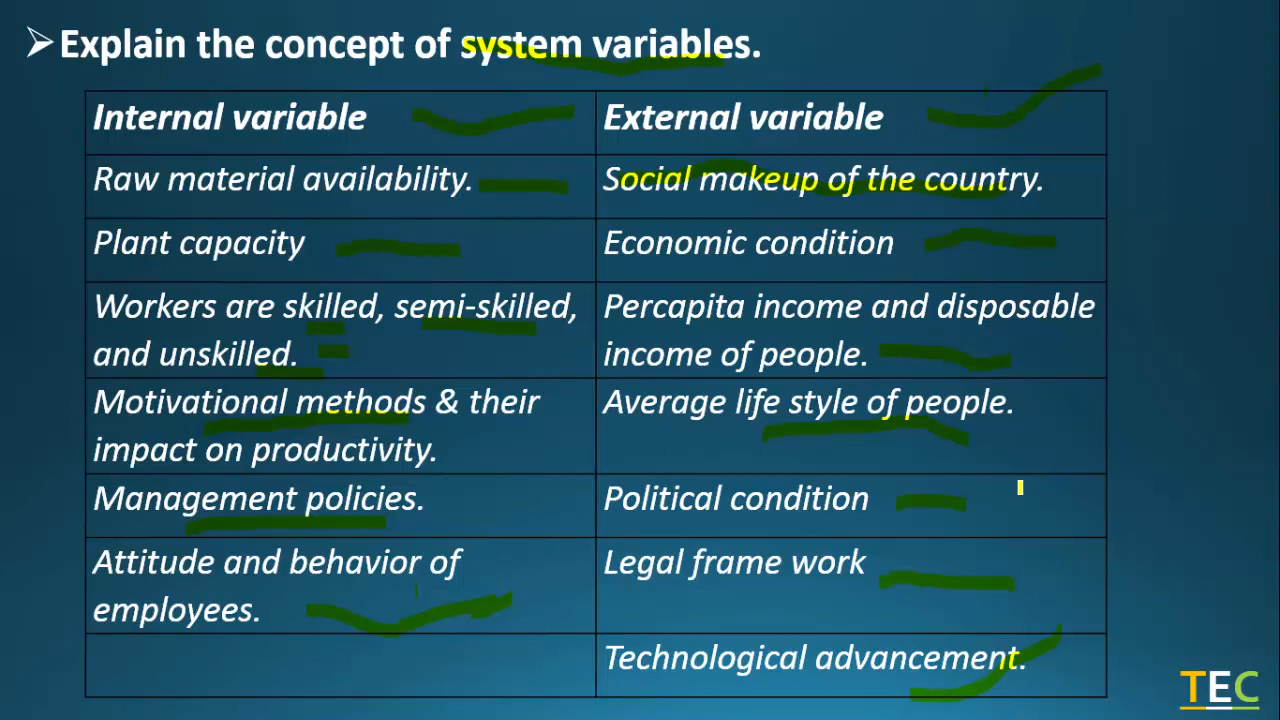 ➢Explain the concept of system variables.
Internal variable
External variable
Raw material availability.
Social makeup of the country.
Plant capacity
Economic condition
Workers are skilled, semi-skilled,
and unskilled.
Percapita income and disposable
income of people.
Motivational methods & their
impact on productivity.
Average life style of people.
Management policies.
Political condition
Attitude and behavior of
employees.
Legal frame work
Technological advancement.
TEC